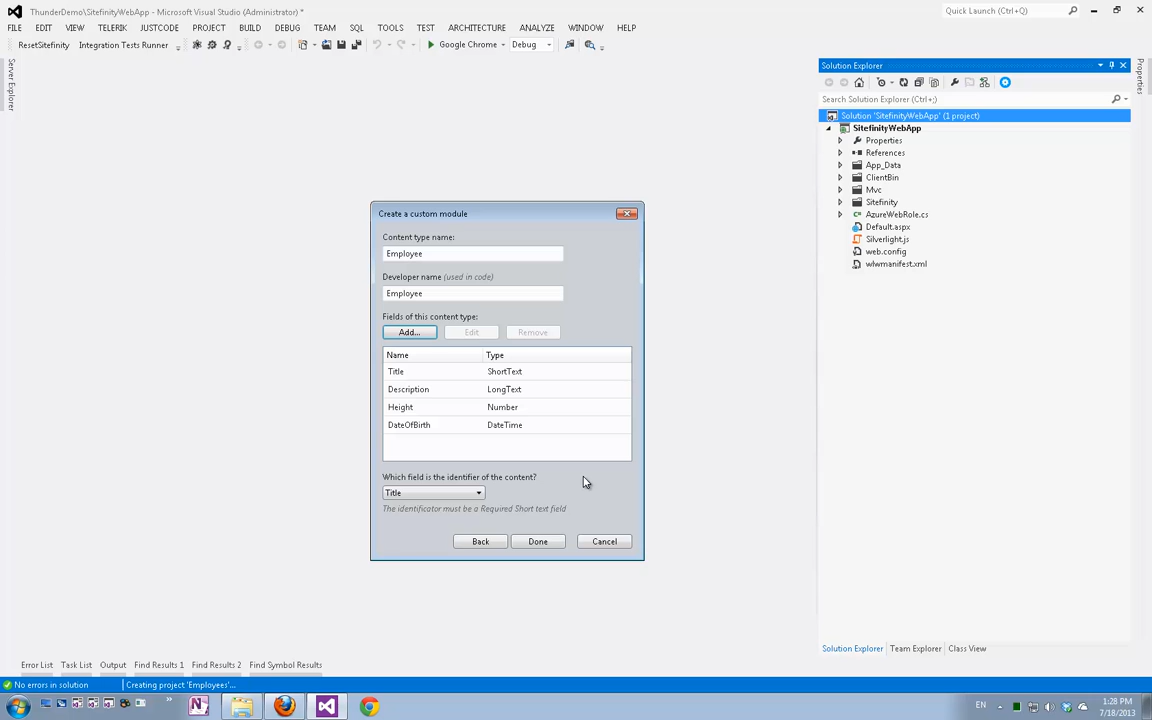 ThunderDemo\SitefinityWebApp - Microsoft Visual Studio (Administrator) *
Quick Launch (Ctrl+;)
FILE EDIT VIEW TELERIK JUSTCODE PROJECT BUILD DEBUG TEAM SQL TOOLS TEST ARCHITECTURE ANALYZE WINDOW HELP
ResetSitefinity Integration Tests Runner Google Chrome Debug
Server Explorer
Solution Explorer
Properties
Search Solution Explorer (Ctrl+;)
Solution 'SitefinityWebApp' (1 project)
SitefinityWebApp
Properties
References
App_Data
ClientBin
Mvc
Sitefinity
AzureWebRole.cs
Default.aspx
Silverlight.js
web.config
wlwmanifest.xml
Create a custom module
Content type name:
Employee
Developer name (used in code)
Employee
Fields of this content type:
Add... Edit Remove
Name Type
Title ShortText
Description LongText
Height Number
DateOfBirth DateTime
Which field is the identifier of the content?
Title
The identificator must be a Required Short text field
Back Done Cancel
Solution Explorer Team Explorer Class View
Error List Task List Output Find Results 1 Find Results 2 Find Symbol Results
No errors in solution Creating project 'Employees'...
EN
1:28 PM
7/18/2013